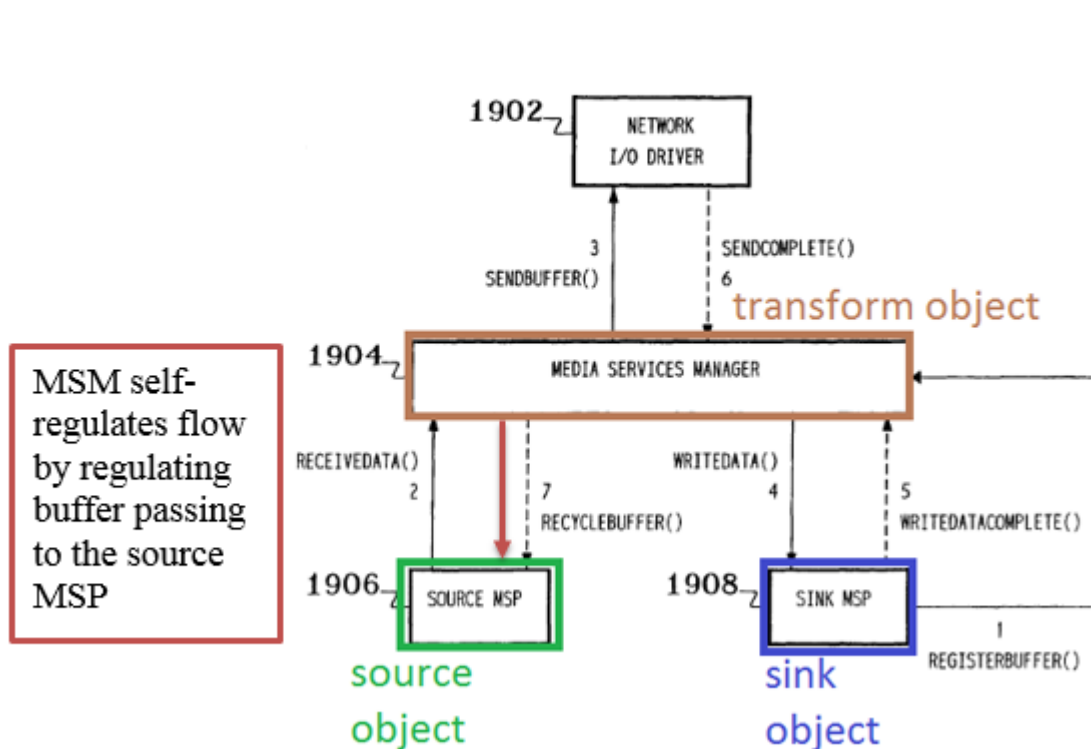 1902
NETWORK
I/O DRIVER
3
SENDBUFFER()
SENDCOMPLETE()
6
transform object
1904
MEDIA SERVICES MANAGER
MSM self-
regulates flow
by regulating
buffer passing
to the source
MSP
RECEIVEDATA()
2
7
RECYCLEBUFFER()
WRITEDATA()
4
5
WRITEDATACOMPLETE()
1906
SOURCE MSP
1908
SINK MSP
1
REGISTERBUFFER()
source
object
sink
object